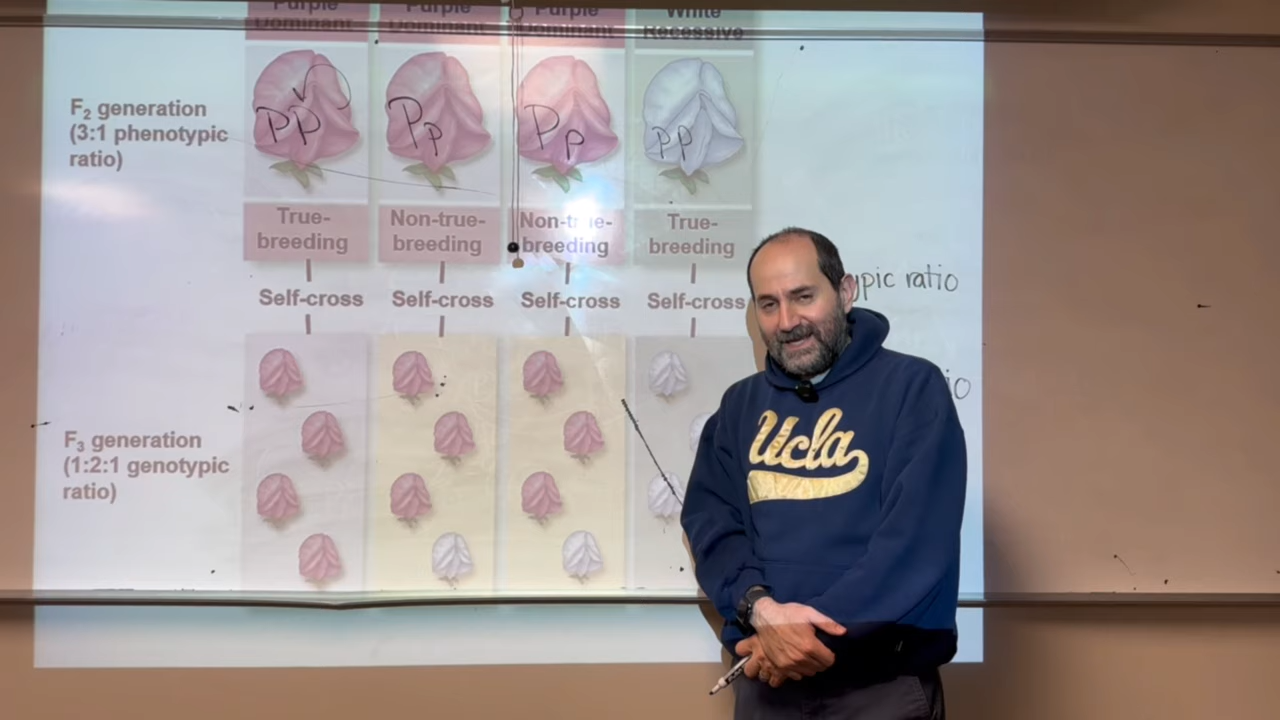 Purple Purple Purple White
Dominant Dominant Dominant Recessive
F₂ generation
(3:1 phenotypic
ratio)
PP Pp Pp pp
True-
breeding
Non-true-
breeding
Non-true-
breeding
True-
breeding
Self-cross Self-cross Self-cross Self-cross
ypic ratio
io
F₃ generation
(1:2:1 genotypic
ratio)
Ucla